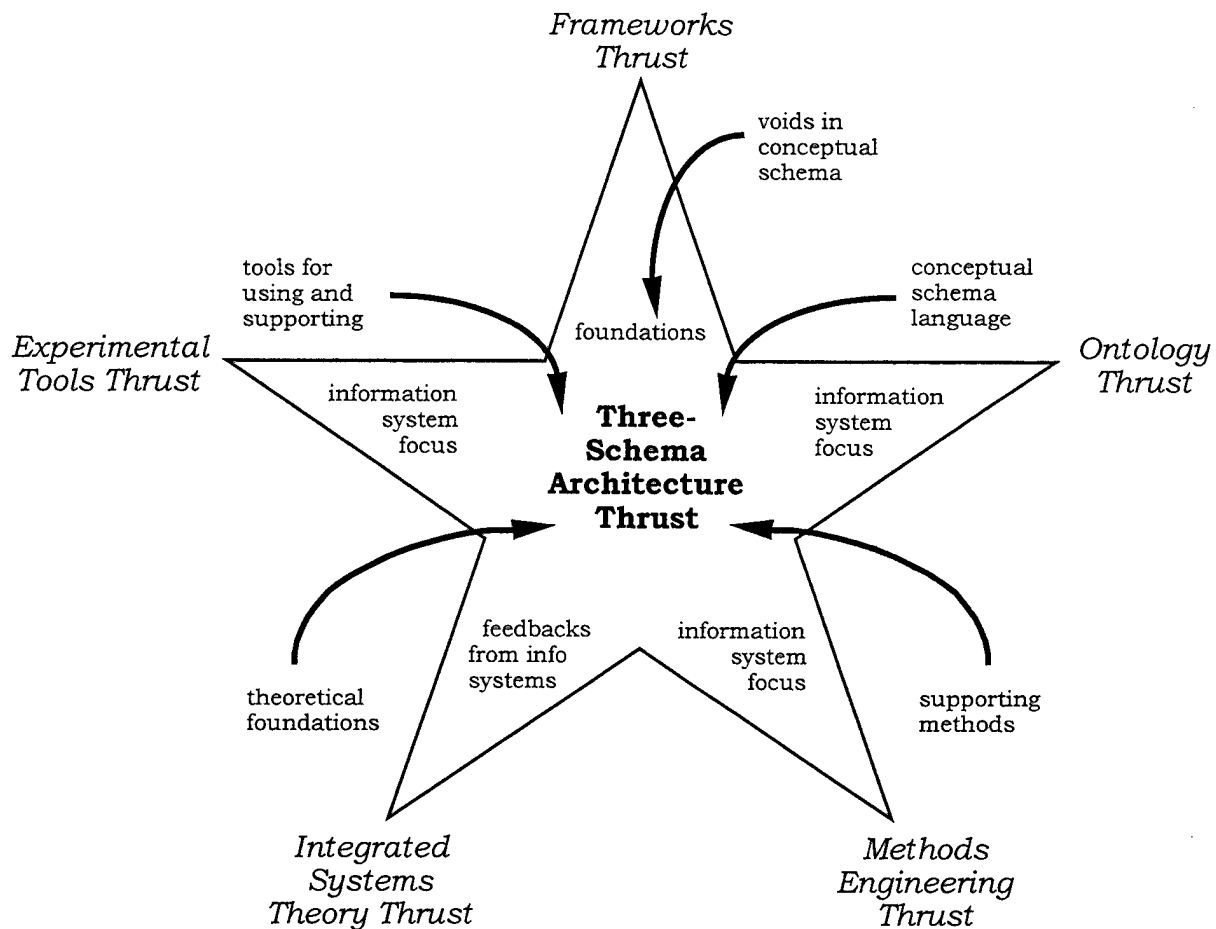 Frameworks
Thrust
voids in
conceptual
schema
tools for
using and
supporting
conceptual
schema
language
foundations
Experimental
Tools Thrust
Ontology
Thrust
information
system
focus
information
system
focus
Three-
Schema
Architecture
Thrust
feedbacks
from info
systems
information
system
focus
theoretical
foundations
supporting
methods
Integrated
Systems
Theory Thrust
Methods
Engineering
Thrust